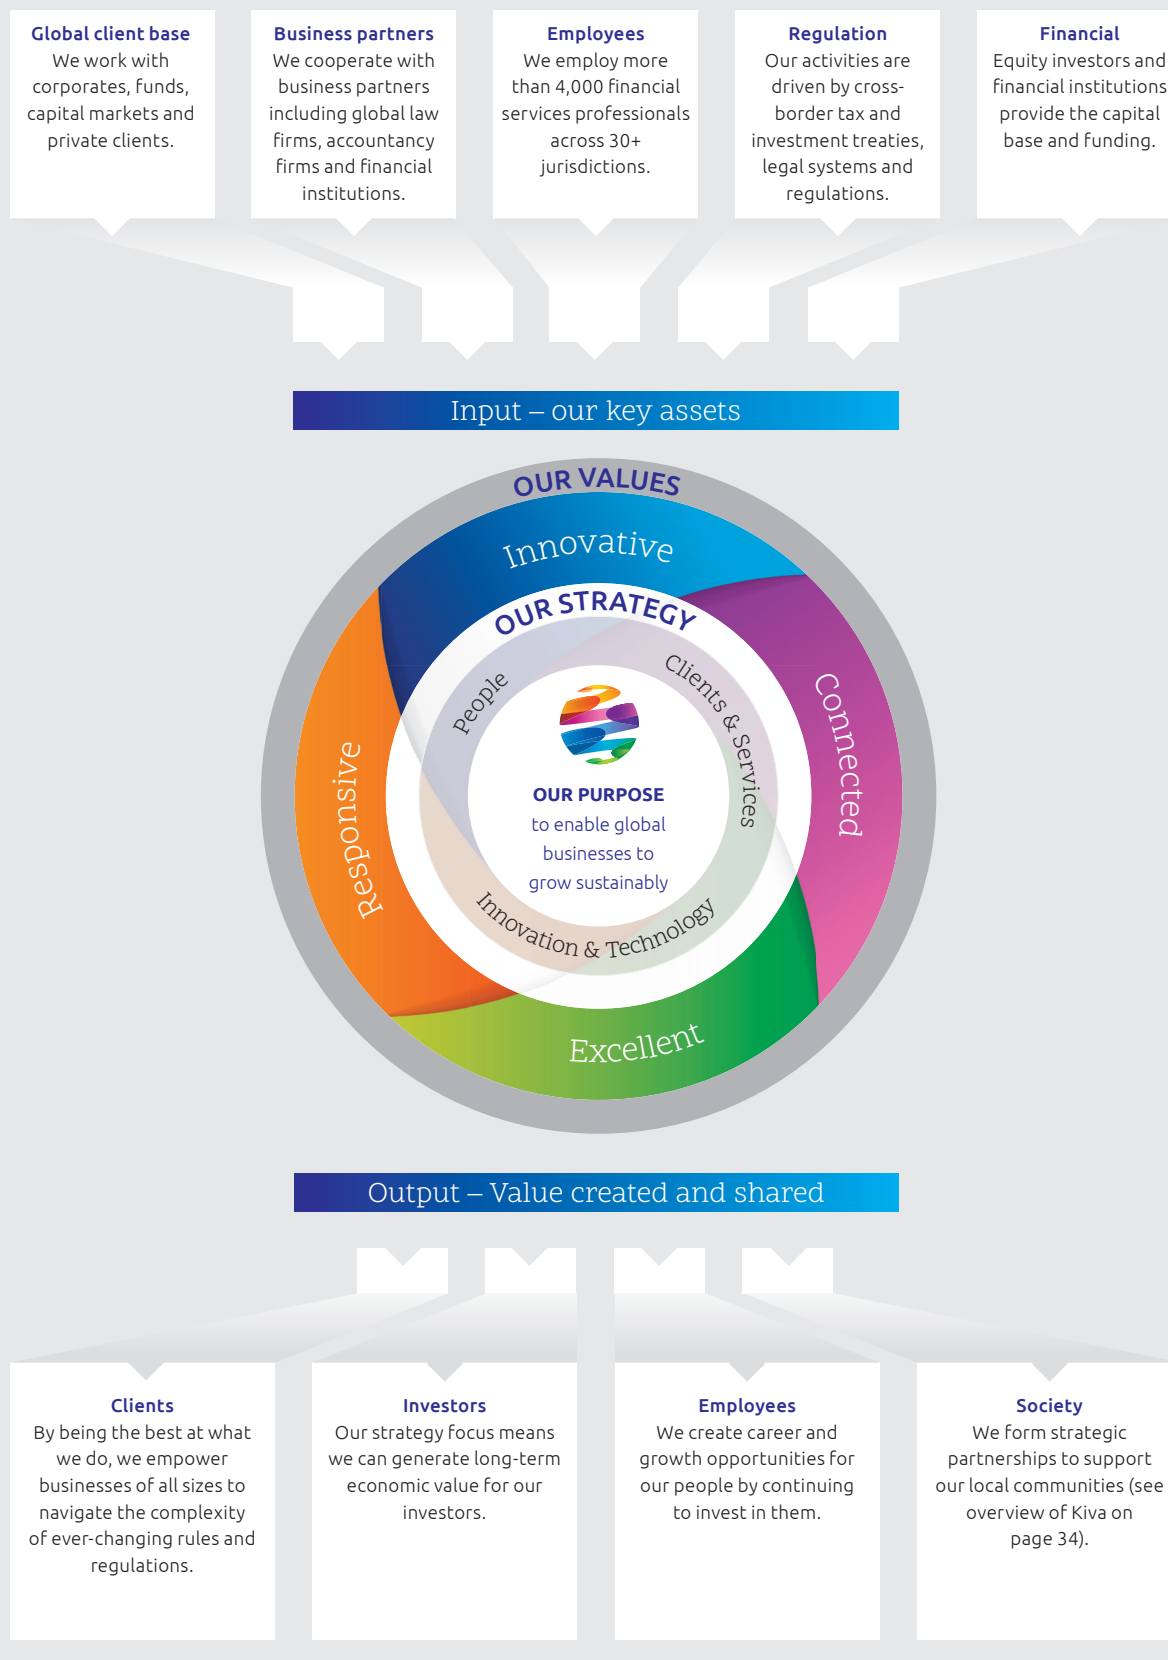 Global client base
We work with
corporates, funds,
capital markets and
private clients.
Business partners
We cooperate with
business partners
including global law
firms, accountancy
firms and financial
institutions.
Employees
We employ more
than 4,000 financial
services professionals
across 30+
jurisdictions.
Regulation
Our activities are
driven by cross-
border tax and
investment treaties,
legal systems and
regulations.
Financial
Equity investors and
financial institutions
provide the capital
base and funding.
Input – our key assets
OUR VALUES
Innovative
Connected
Excellent
Responsive
OUR STRATEGY
People
Clients & Services
Innovation & Technology
OUR PURPOSE
to enable global
businesses to
grow sustainably
Output – Value created and shared
Clients
By being the best at what
we do, we empower
businesses of all sizes to
navigate the complexity
of ever-changing rules and
regulations.
Investors
Our strategy focus means
we can generate long-term
economic value for our
investors.
Employees
We create career and
growth opportunities for
our people by continuing
to invest in them.
Society
We form strategic
partnerships to support
our local communities (see
overview of Kiva on
page 34).